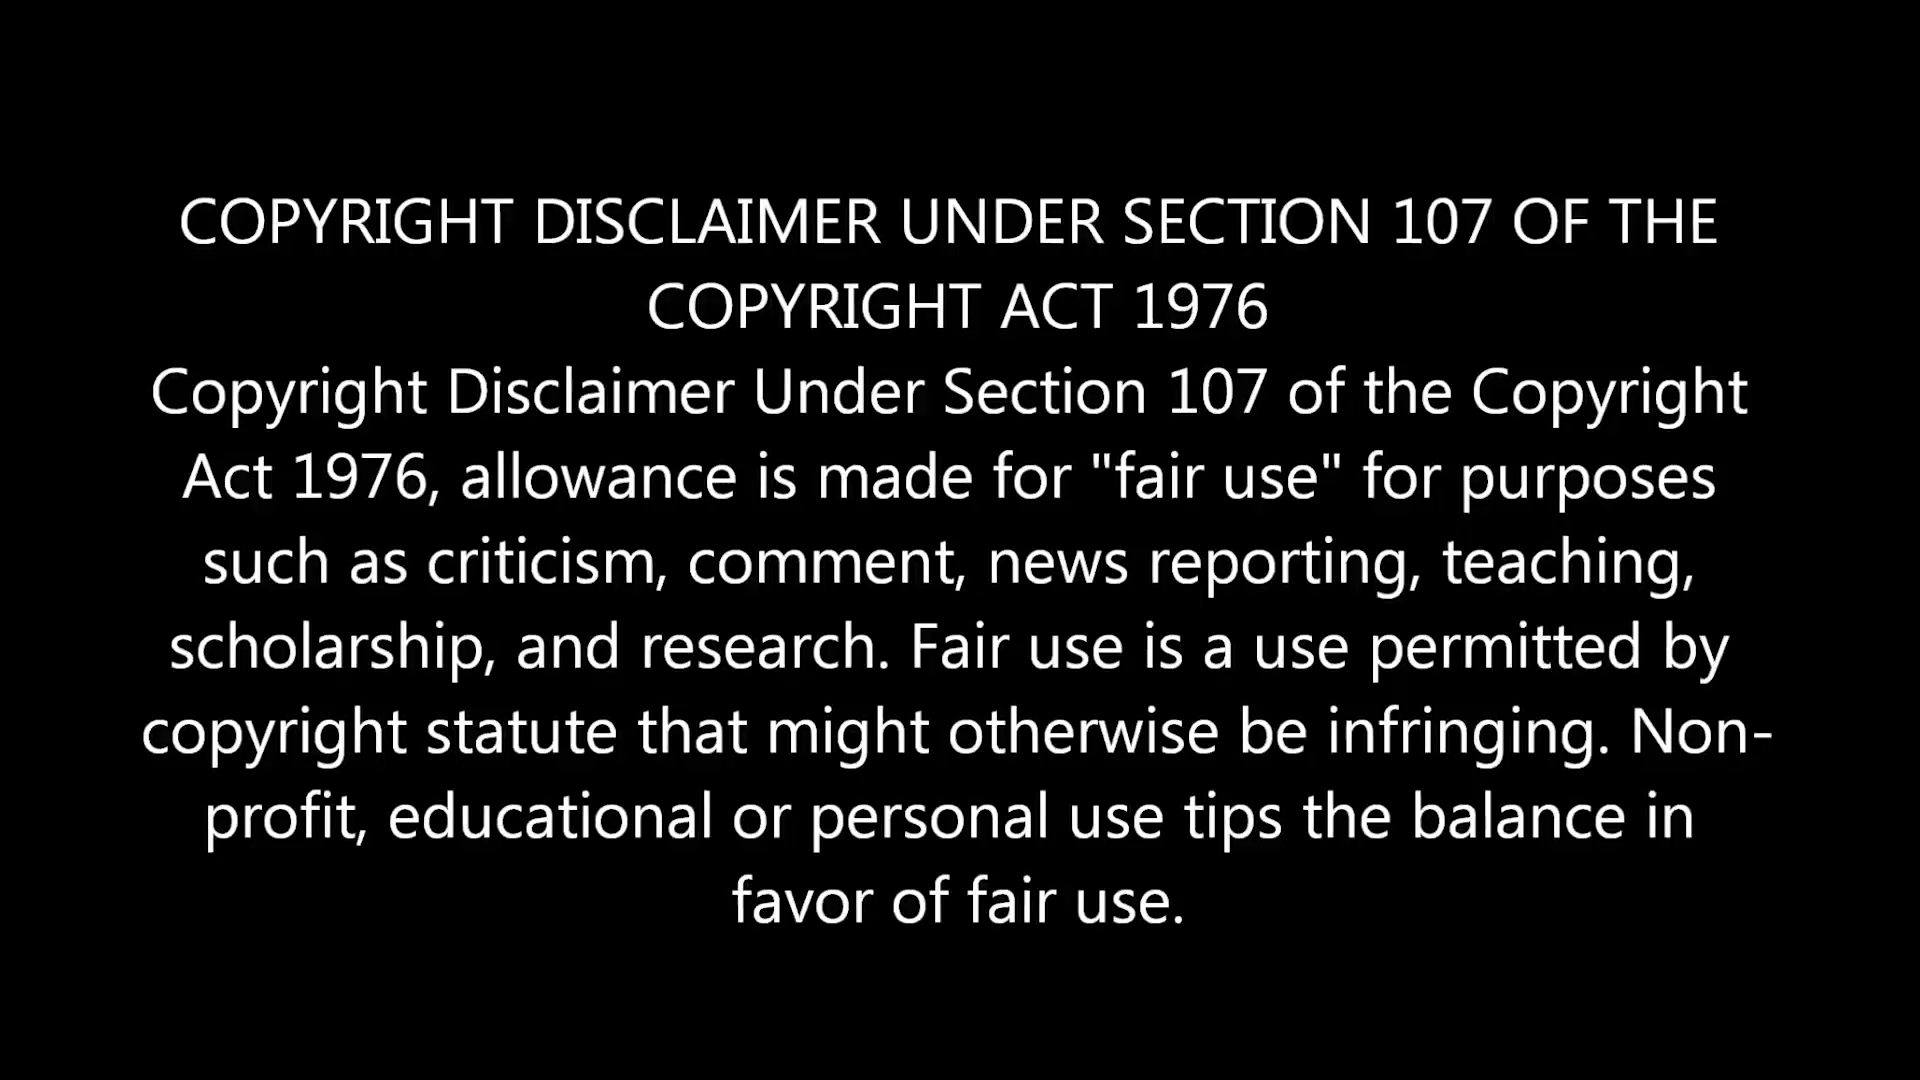 COPYRIGHT DISCLAIMER UNDER SECTION 107 OF THE
COPYRIGHT ACT 1976
Copyright Disclaimer Under Section 107 of the Copyright
Act 1976, allowance is made for "fair use" for purposes
such as criticism, comment, news reporting, teaching,
scholarship, and research. Fair use is a use permitted by
copyright statute that might otherwise be infringing. Non-
profit, educational or personal use tips the balance in
favor of fair use.